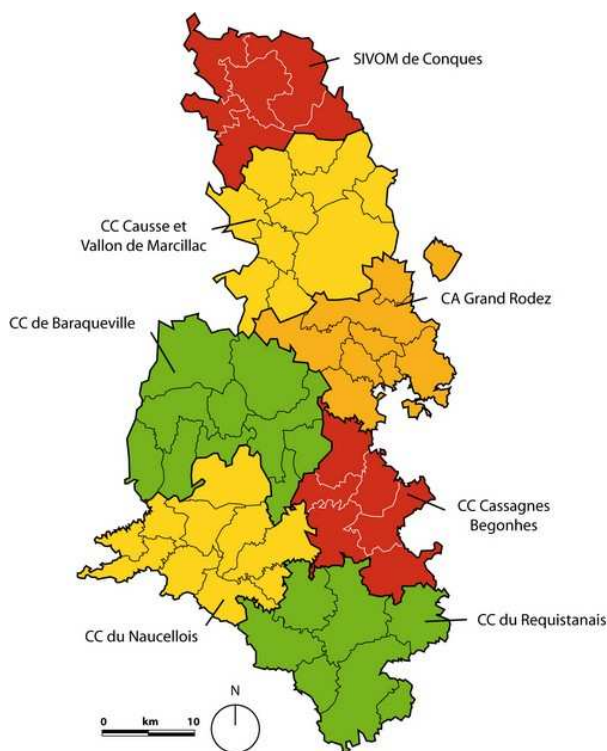 SIVOM de Conques
CC Causse et
Vallon de Marcillac
CA Grand Rodez
CC de Baraqueville
CC Cassagnes
Begonhes
CC du Naucellois
CC du Requistanais
N
0 km 10